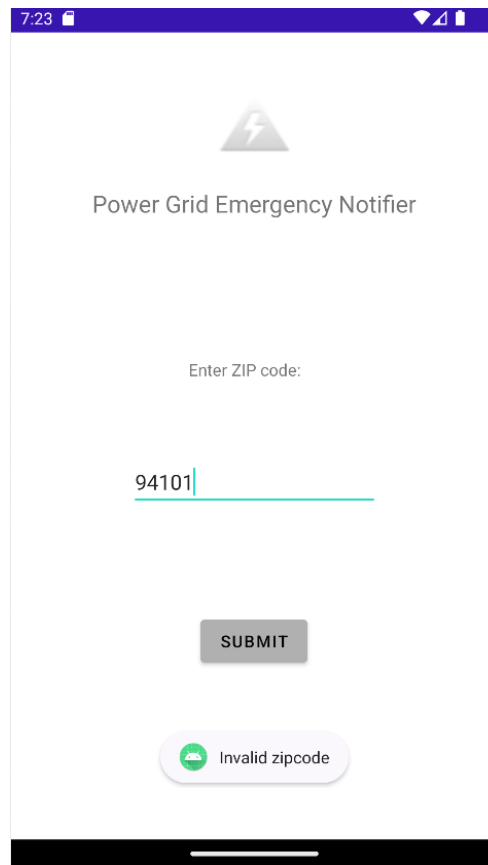 7:23
Power Grid Emergency Notifier
Enter ZIP code:
94101
SUBMIT
Invalid zipcode